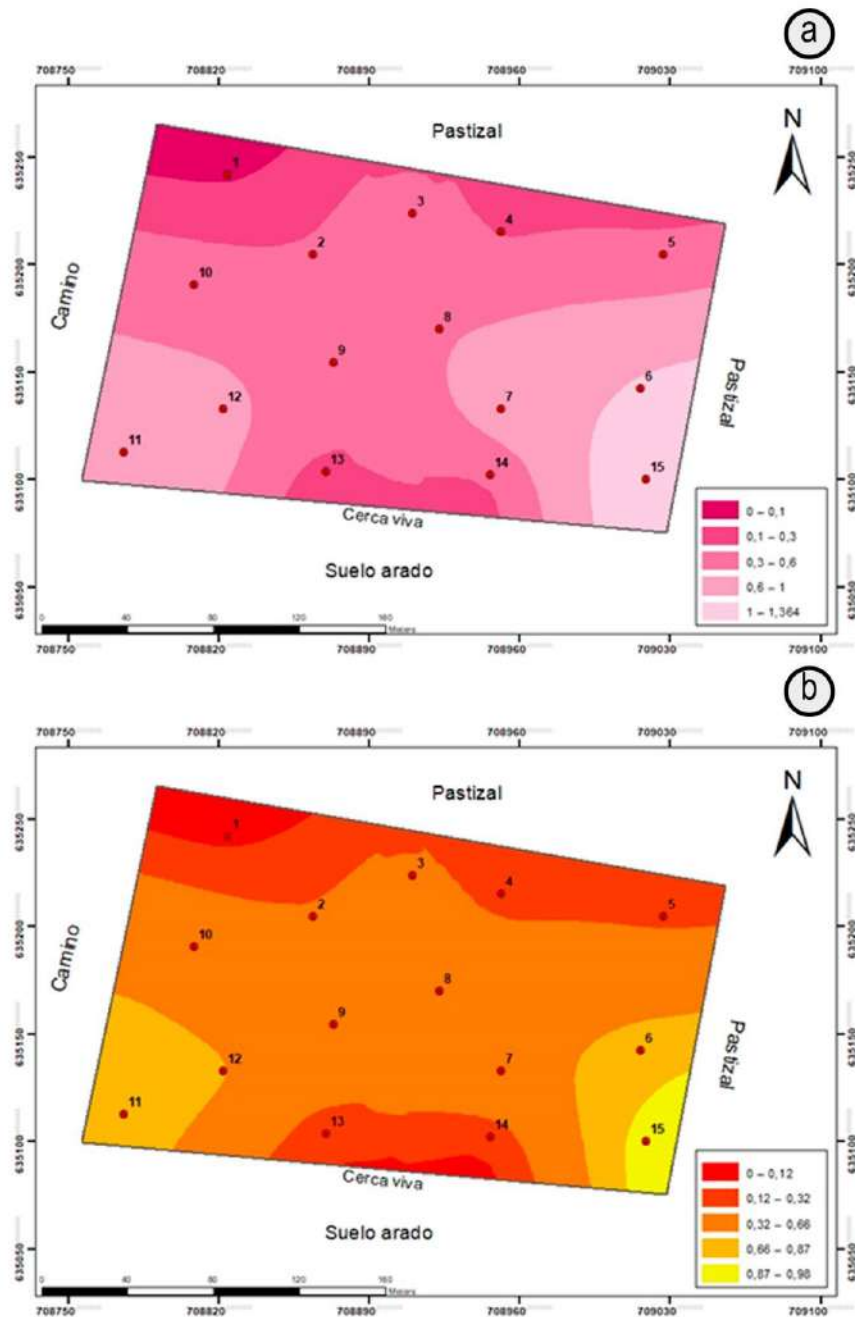 a
708750 708820 708890 708960 709030 709100
N
Pastizal
635250
1
3
4
2
5
635200
10
Camino
8
9
635150
6
12
7
Pastizal
11
13
14
15
635100
Cerca viva
Suelo arado
0 – 0,1
0,1 – 0,3
0,3 – 0,6
0,6 – 1
1 – 1,364
635050
0 40 80 120 160
Meters
708750 708820 708890 708960 709030 709100
b
708750 708820 708890 708960 709030 709100
N
Pastizal
635250
1
3
4
2
5
635200
10
Camino
8
9
635150
6
12
7
Pastizal
11
13
14
15
635100
Cerca viva
Suelo arado
0 – 0,12
0,12 – 0,32
0,32 – 0,66
0,66 – 0,87
0,87 – 0,98
635050
0 40 80 120 160
Meters
708750 708820 708890 708960 709030 709100